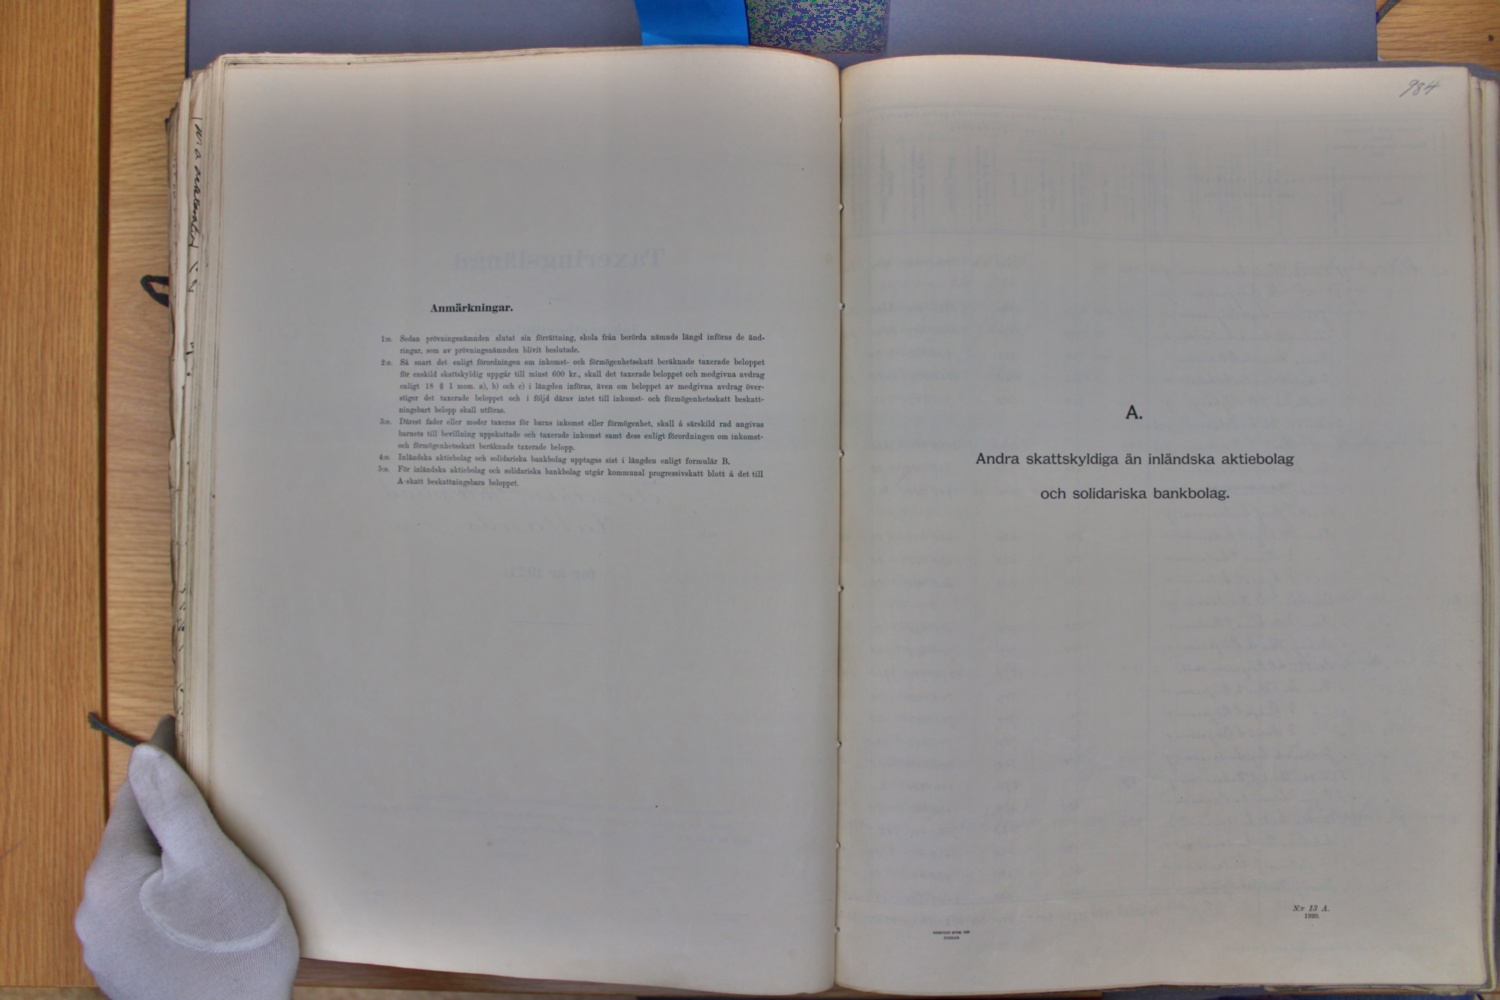 Anmärkningar.
1:o. Sedan prövningsnämnden slutat sin förrättning, skola från berörda nämnds längd införas de änd-
ringar, som av prövningsnämnden blivit beslutade.
2:o. Så snart det enligt förordningen om inkomst- och förmögenhetsskatt beräknade taxerade beloppet
för enskild skattskyldig uppgår till minst 600 kr., skall det taxerade beloppet och medgivna avdrag
enligt 18 § 1 mom. a), b) och c) i längden införas, även om beloppet av medgivna avdrag över-
stiger det taxerade beloppet och i följd därav intet till inkomst- och förmögenhetsskatt beskatt-
ningsbart belopp skall utföras.
3:o. Därest fader eller moder taxeras för barns inkomst eller förmögenhet, skall å särskild rad angivas
barnets till bevillning uppskattade och taxerade inkomst samt dess enligt förordningen om inkomst-
och förmögenhetsskatt beräknade taxerade belopp.
4:o. Inländska aktiebolag och solidariska bankbolag upptagas sist i längden enligt formulär B.
5:o. För inländska aktiebolag och solidariska bankbolag utgår kommunal progressivskatt blott å det till
A-skatt beskattningsbara beloppet.
984
A.
Andra skattskyldiga än inländska aktiebolag
och solidariska bankbolag.
N:r 13 A.
1920.